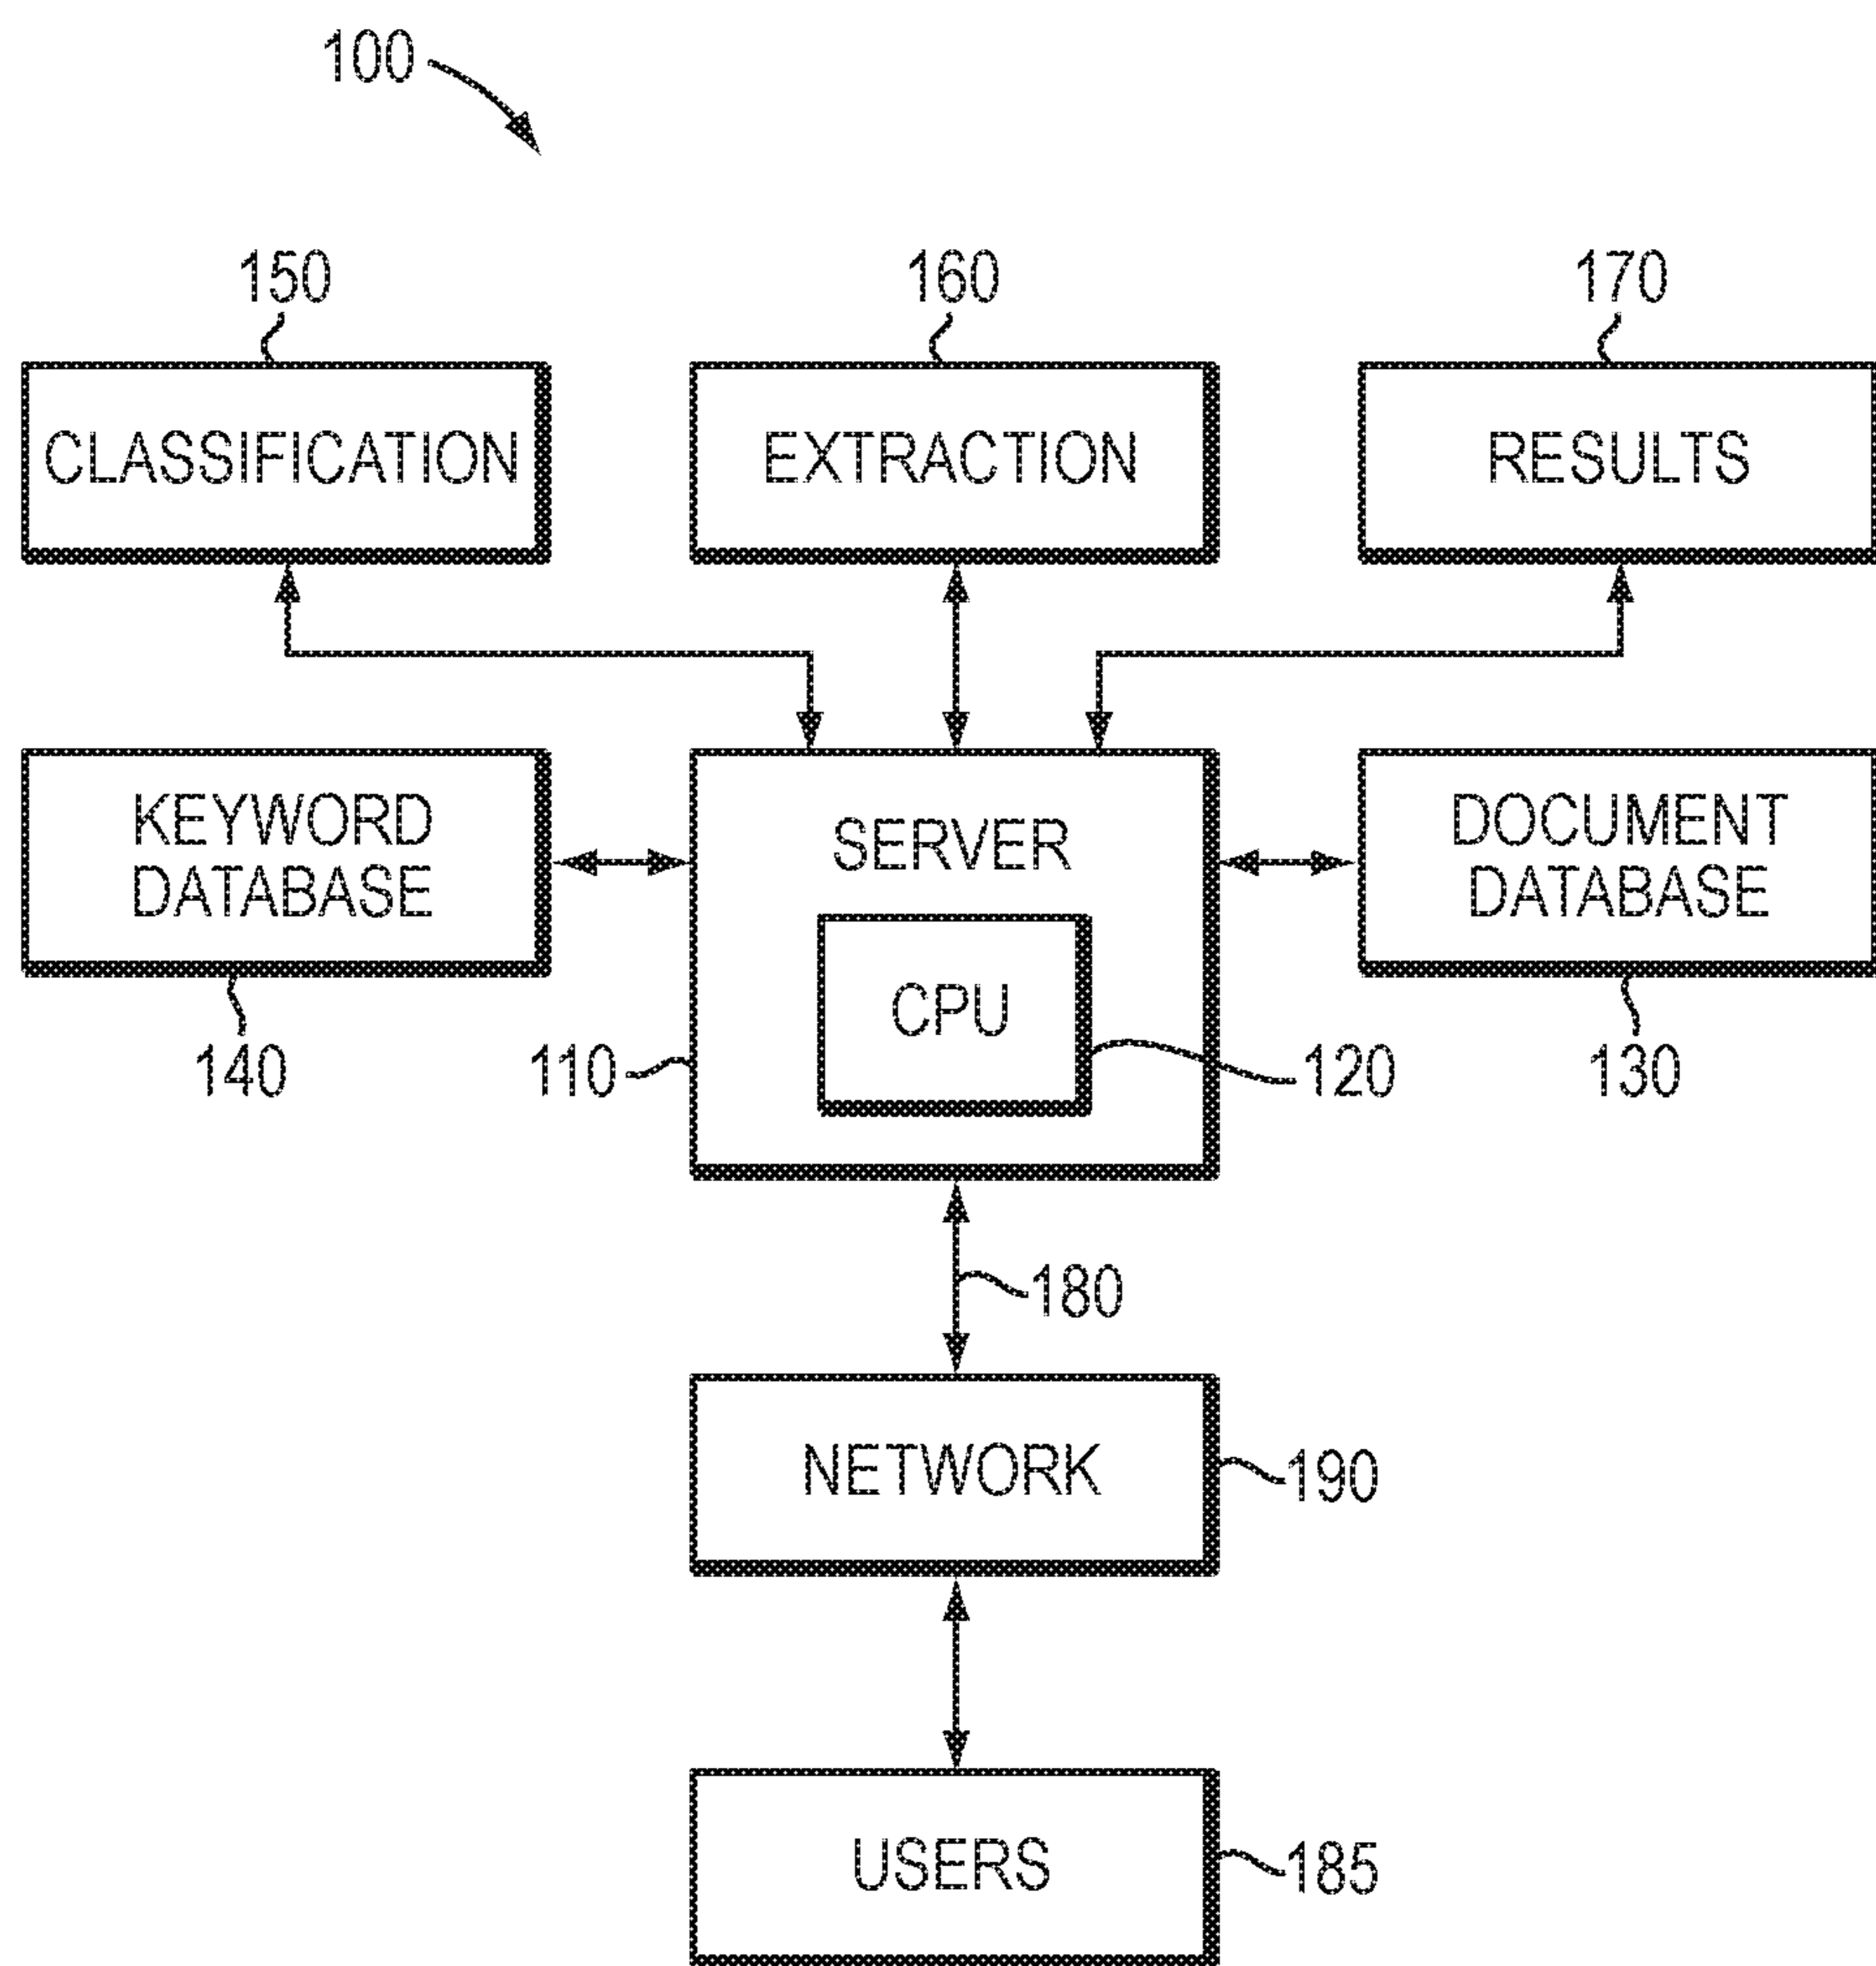 100
150
160
170
CLASSIFICATION
EXTRACTION
RESULTS
KEYWORD
DATABASE
SERVER
DOCUMENT
DATABASE
CPU
140
110
120
130
180
NETWORK
190
USERS
185